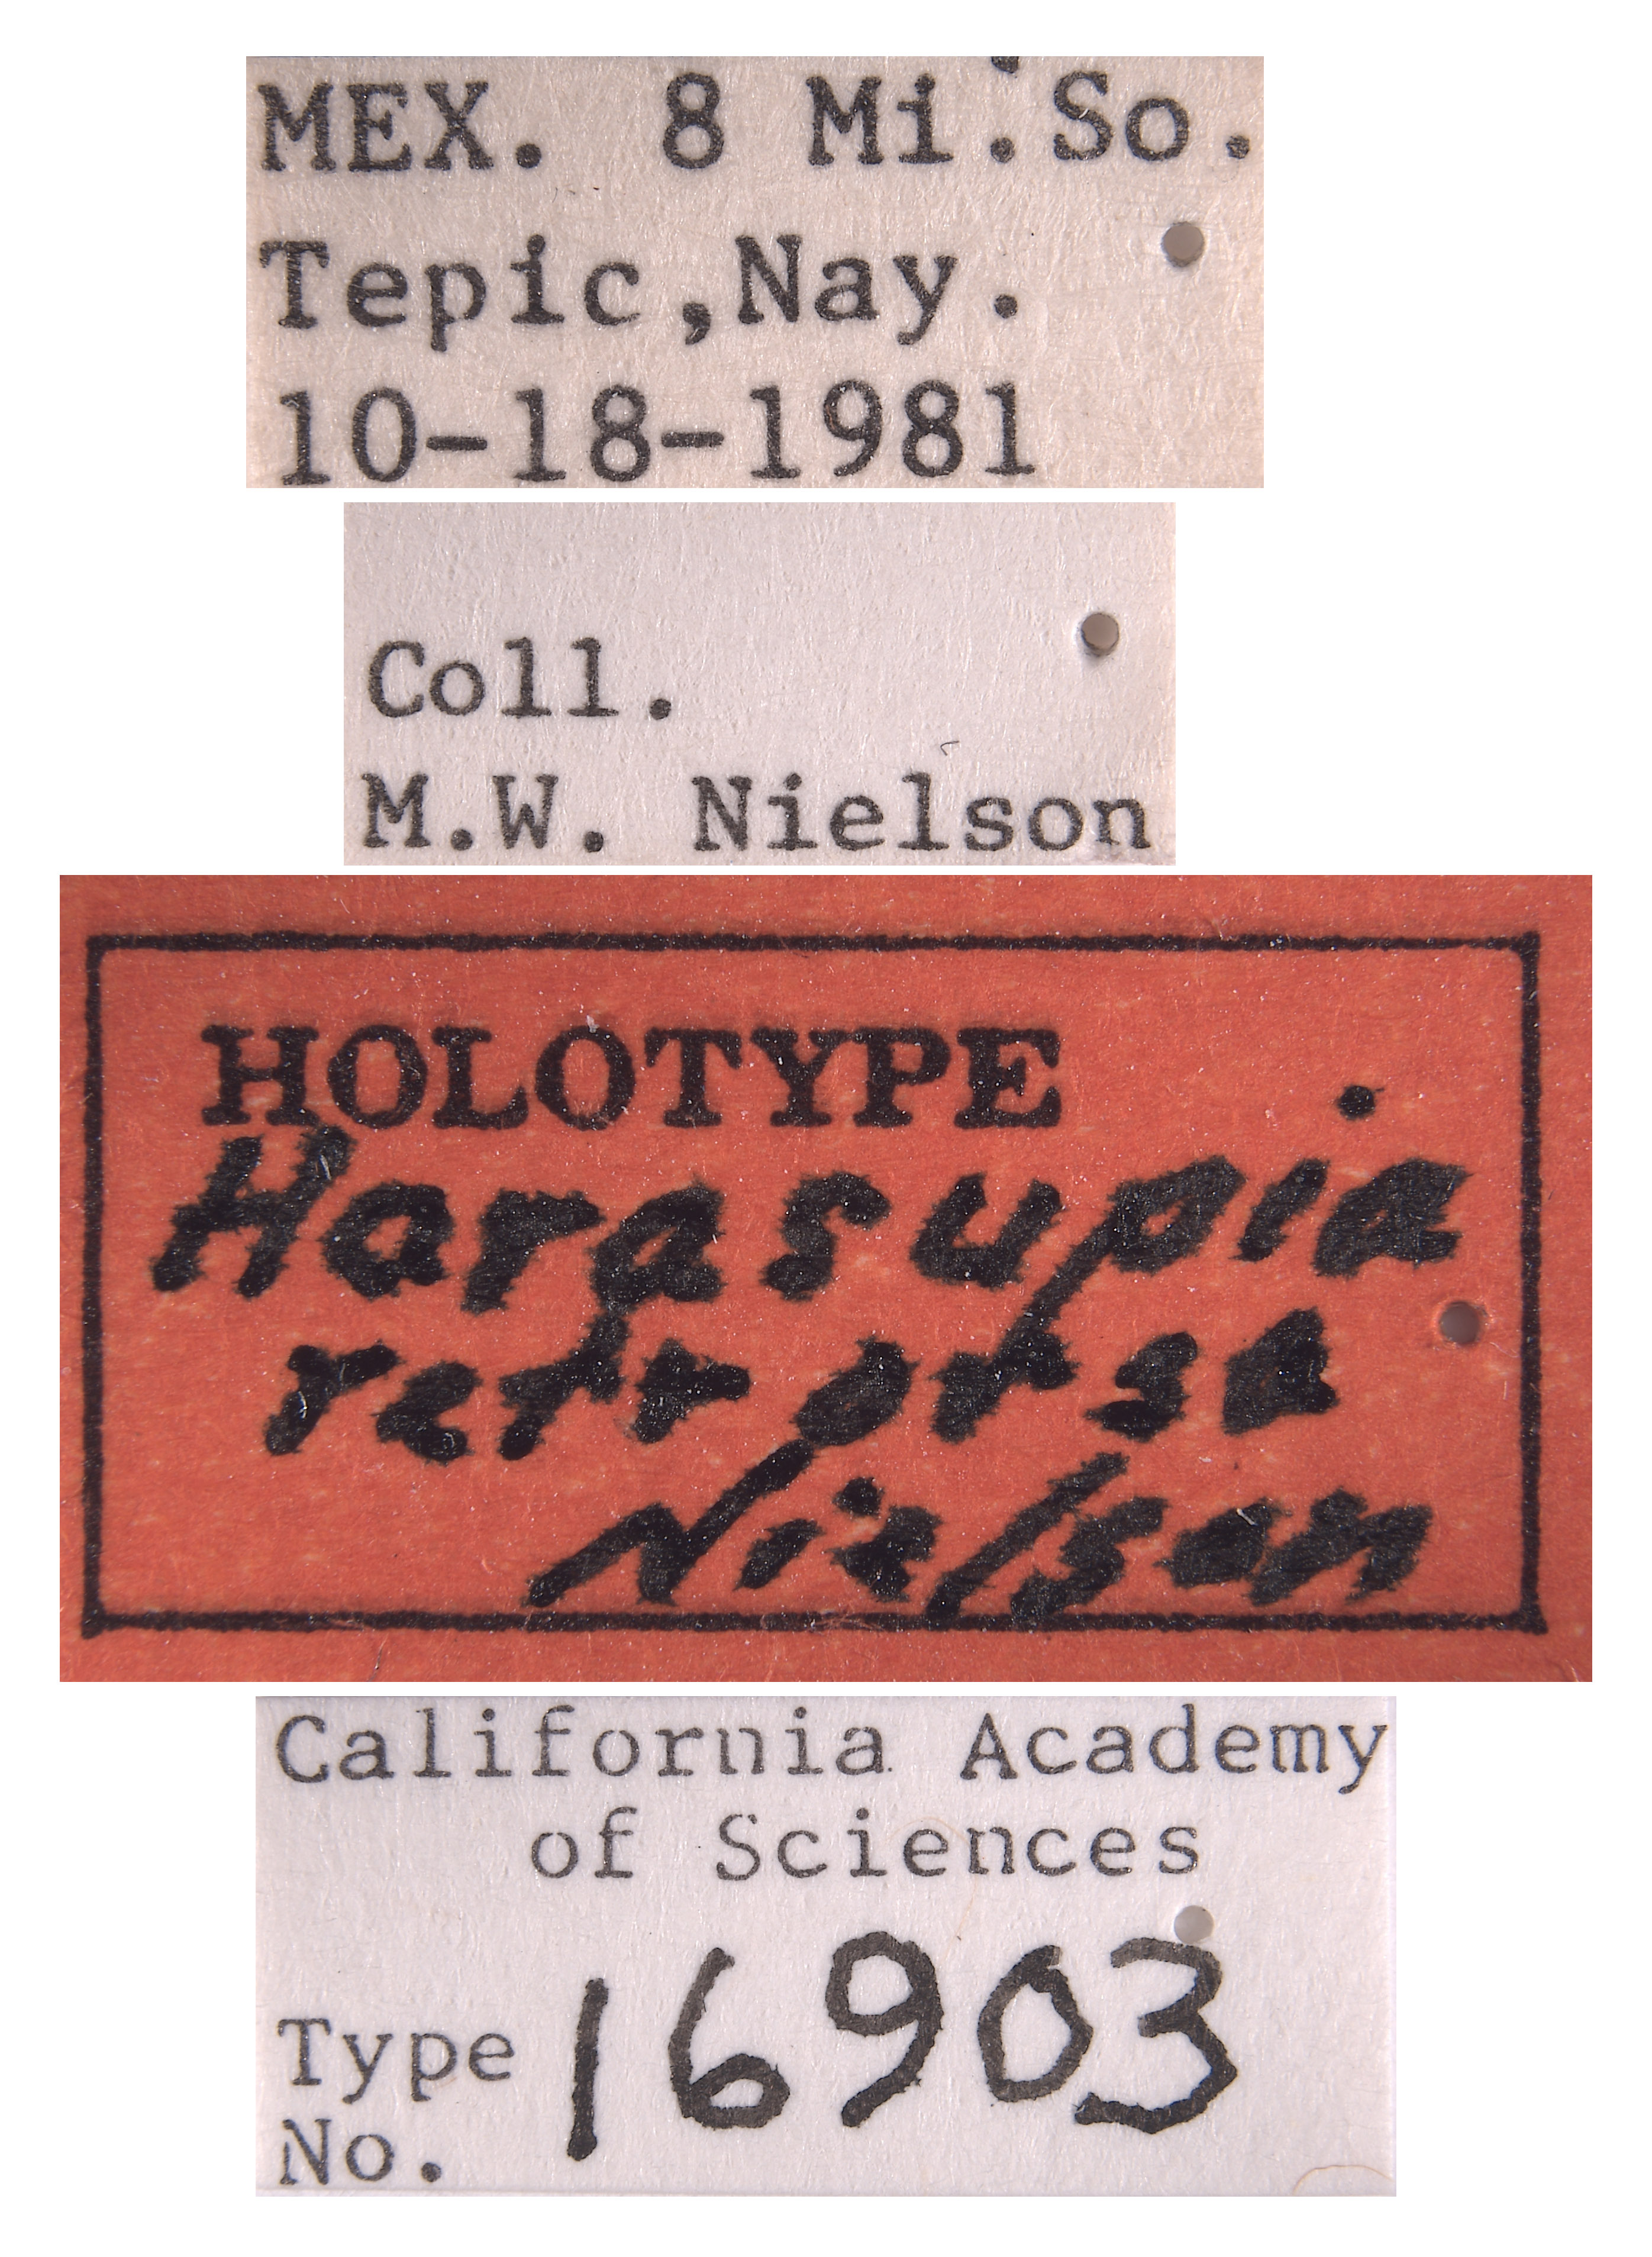 MEX. 8 Mi. So.
Tepic, Nay.
10-18-1981
Coll.
M.W. Nielson
HOLOTYPE
Harasupia
retrorsa
Nielson
California Academy
of Sciences
Type
No. 16903